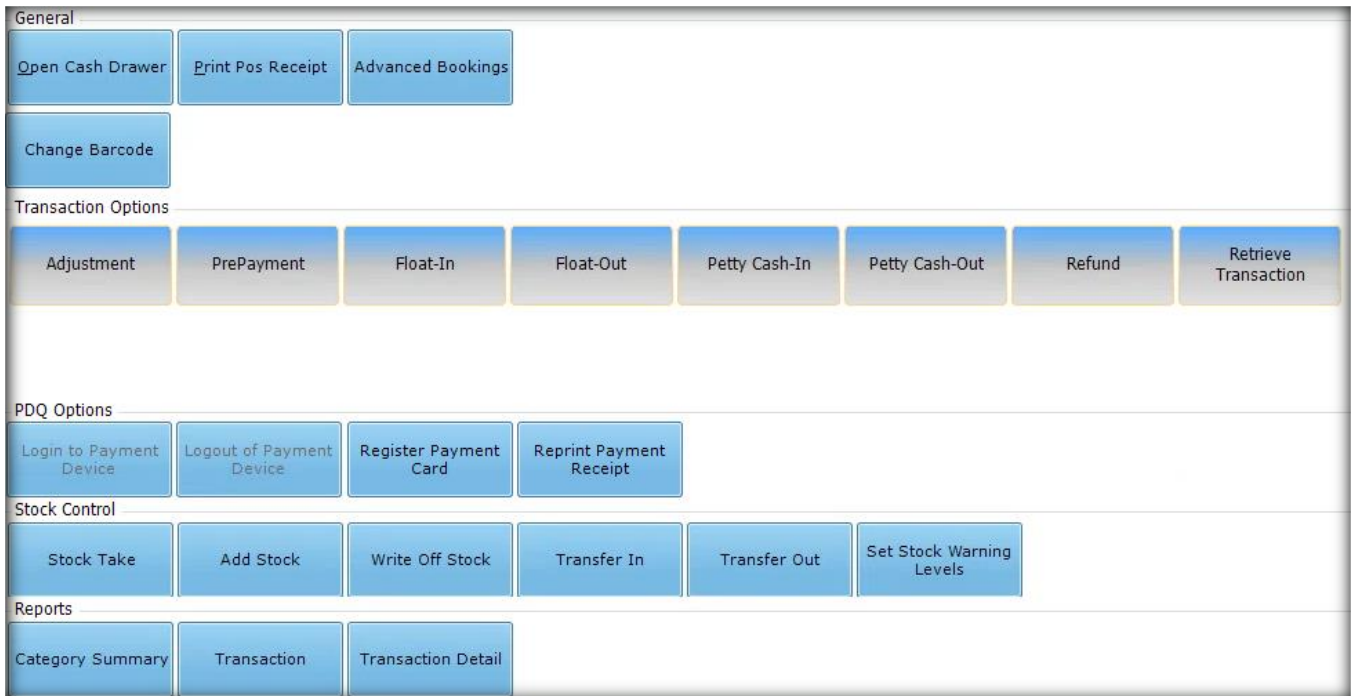 General
Open Cash Drawer
Print Pos Receipt
Advanced Bookings
Change Barcode
Transaction Options
Adjustment
PrePayment
Float-In
Float-Out
Petty Cash-In
Petty Cash-Out
Refund
Retrieve
Transaction
PDQ Options
Login to Payment
Device
Logout of Payment
Device
Register Payment
Card
Reprint Payment
Receipt
Stock Control
Stock Take
Add Stock
Write Off Stock
Transfer In
Transfer Out
Set Stock Warning
Levels
Reports
Category Summary
Transaction
Transaction Detail